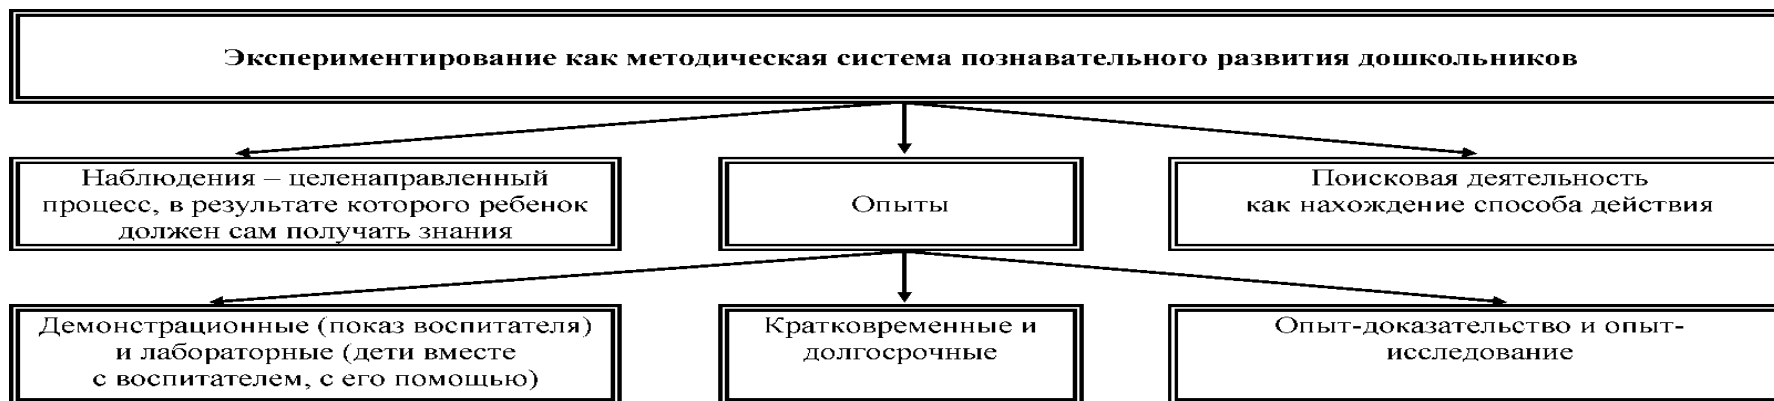 Экспериментирование как методическая система познавательного развития дошкольников
Наблюдения – целенаправленный
процесс, в результате которого ребенок
должен сам получать знания
Опыты
Поисковая деятельность
как нахождение способа действия
Демонстрационные (показ воспитателя)
и лабораторные (дети вместе
с воспитателем, с его помощью)
Кратковременные и
долгосрочные
Опыт-доказательство и опыт-
исследование